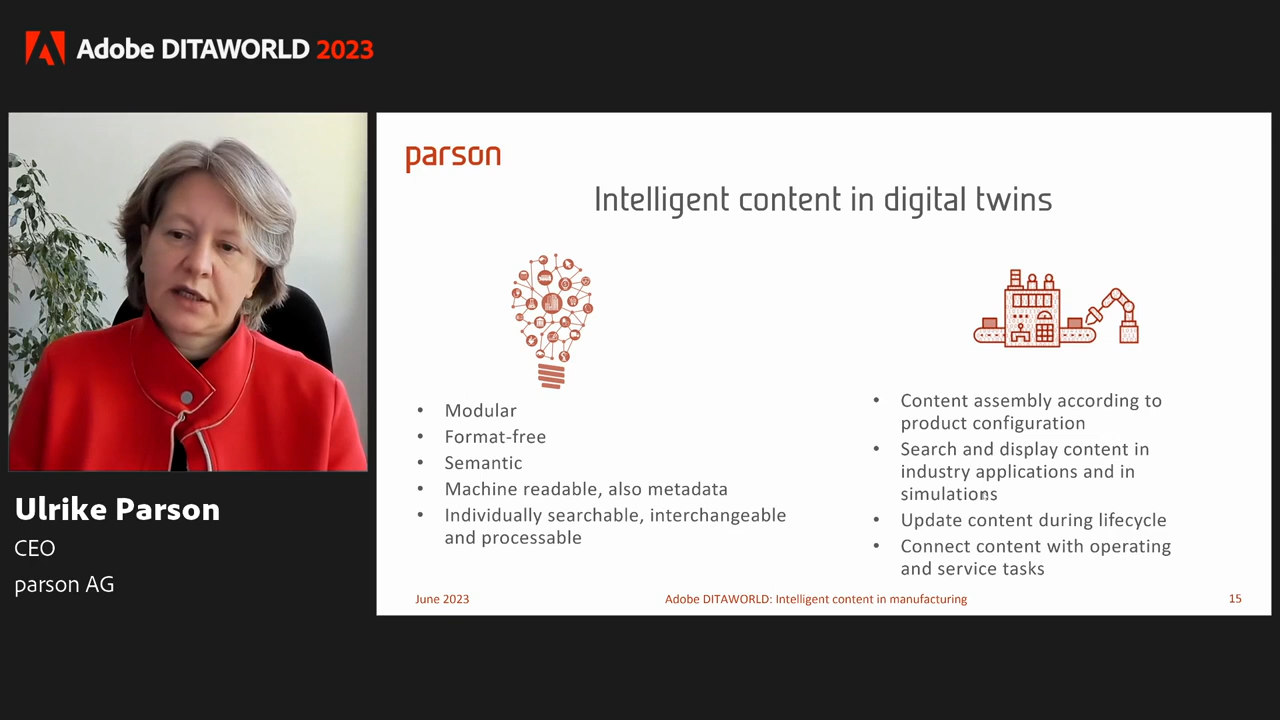 Adobe DITAWORLD 2023
Ulrike Parson
CEO
parson AG
parson
Intelligent content in digital twins
• Modular
• Format-free
• Semantic
• Machine readable, also metadata
• Individually searchable, interchangeable
and processable
• Content assembly according to
product configuration
• Search and display content in
industry applications and in
simulations
• Update content during lifecycle
• Connect content with operating
and service tasks
June 2023
Adobe DITAWORLD: Intelligent content in manufacturing
15